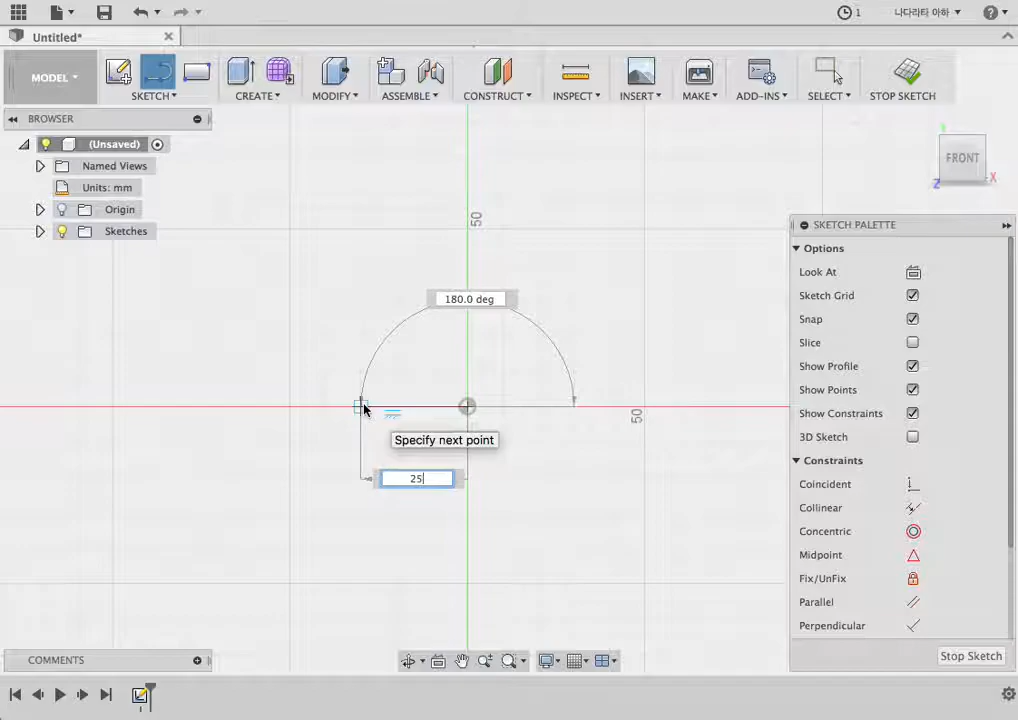 1
나다라티 아하
Untitled*
MODEL
SKETCH
CREATE
MODIFY
ASSEMBLE
CONSTRUCT
INSPECT
INSERT
MAKE
ADD-INS
SELECT
STOP SKETCH
BROWSER
(Unsaved)
Named Views
Units: mm
Origin
Sketches
FRONT
X
Z
50
180.0 deg
50
Specify next point
25
SKETCH PALETTE
Options
Look At
Sketch Grid
Snap
Slice
Show Profile
Show Points
Show Constraints
3D Sketch
Constraints
Coincident
Collinear
Concentric
Midpoint
Fix/UnFix
Parallel
Perpendicular
Stop Sketch
COMMENTS